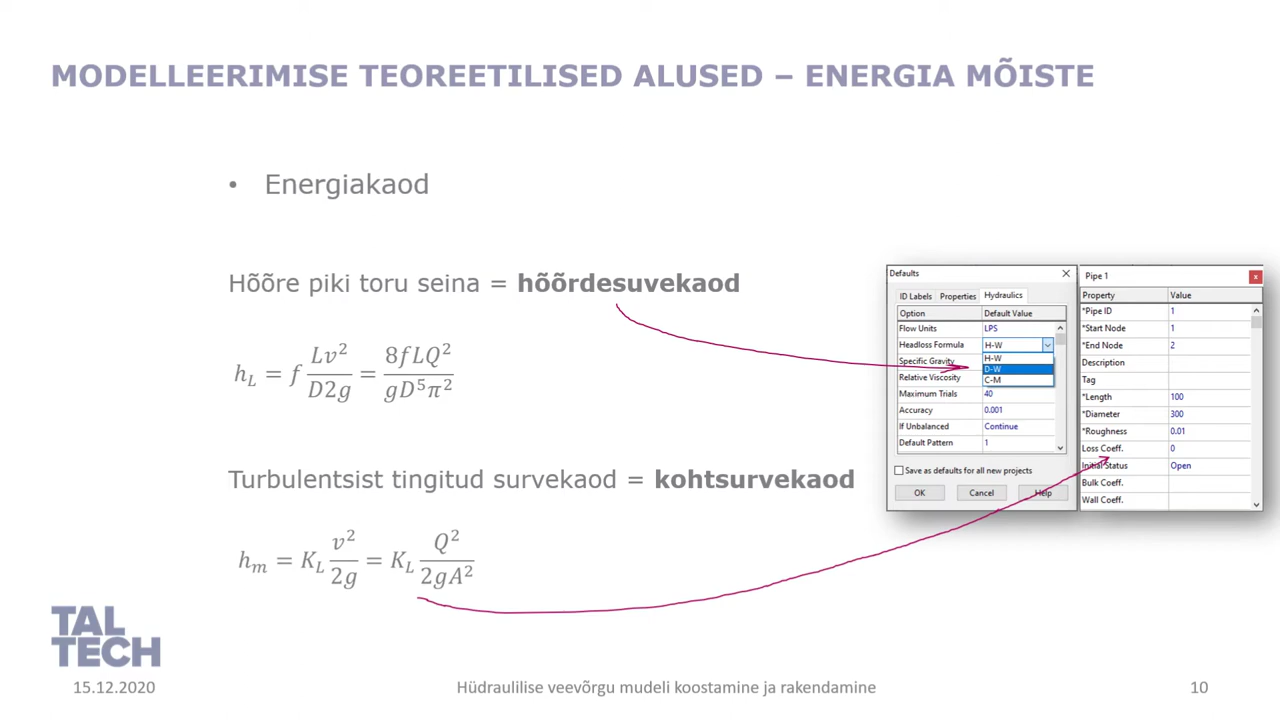 MODELLEERIMISE TEOREETILISED ALUSED – ENERGIA MÕISTE
• Energiakaod
Hõõre piki toru seina = hõõrdesuvekaod
h_L = f Lv²/D2g = 8fLQ²/gD⁵π²
Turbulentsist tingitud survekaod = kohtsurvekaod
h_m = K_L v²/2g = K_L Q²/2gA²
Defaults
ID Labels Properties Hydraulics
Option Default Value
Flow Units LPS
Headloss Formula H-W
H-W
Specific Gravity
D-W
Relative Viscosity
C-M
Maximum Trials 40
Accuracy 0.001
If Unbalanced Continue
Default Pattern 1
Save as defaults for all new projects
OK Cancel Help
Pipe 1
Property Value
*Pipe ID 1
*Start Node 1
*End Node 2
Description
Tag
*Length 100
*Diameter 300
*Roughness 0.01
Loss Coeff. 0
Initial Status Open
Bulk Coeff.
Wall Coeff.
TAL
TECH
15.12.2020 Hüdraulilise veevõrgu mudeli koostamine ja rakendamine 10